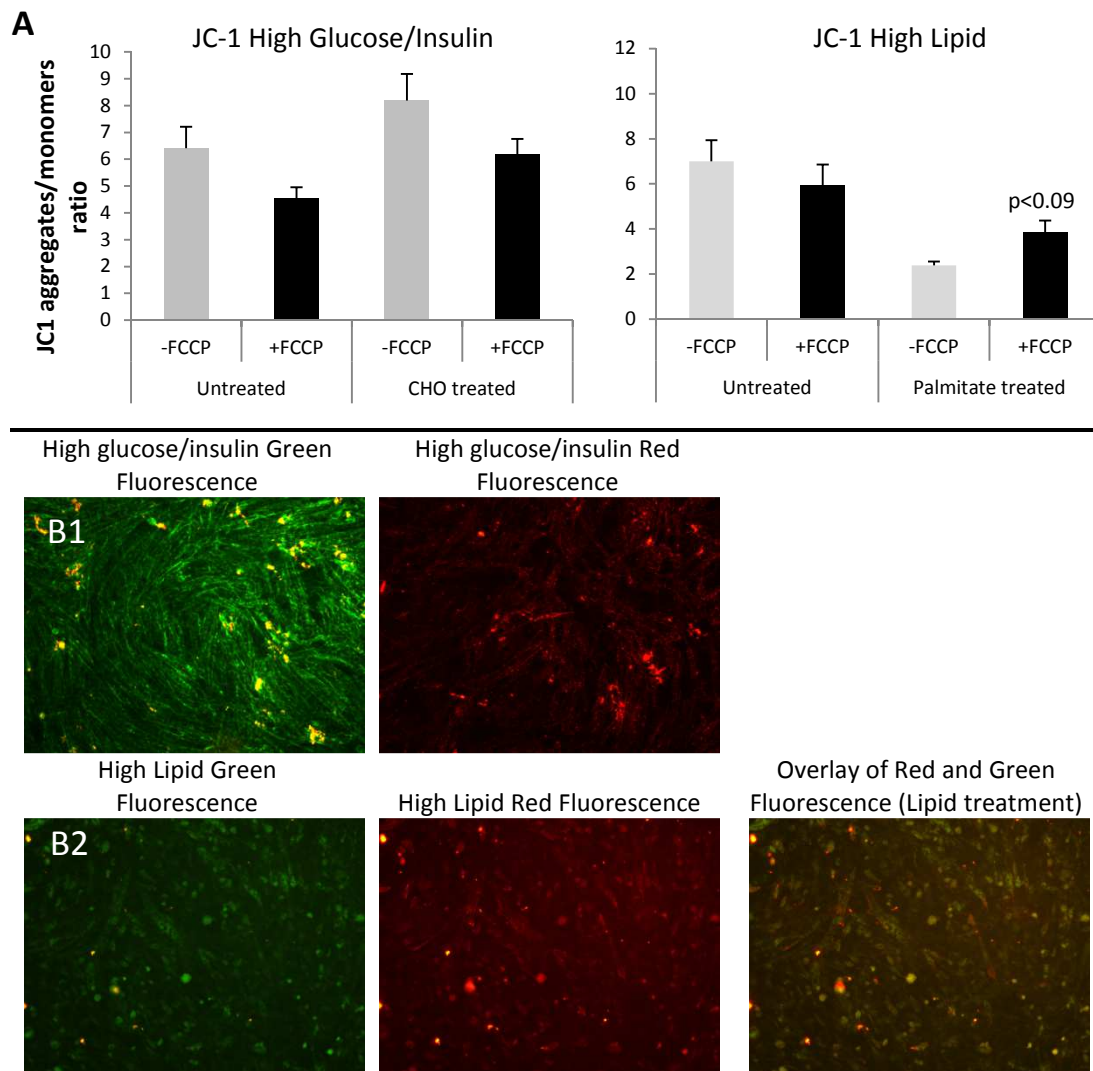 A
JC-1 High Glucose/Insulin
JC1 aggregates/monomers
ratio
10
9
8
7
6
5
4
3
2
1
0
-FCCP
+FCCP
-FCCP
+FCCP
Untreated
CHO treated
JC-1 High Lipid
12
10
8
6
4
2
0
p<0.09
-FCCP
+FCCP
-FCCP
+FCCP
Untreated
Palmitate treated
High glucose/insulin Green
Fluorescence
High glucose/insulin Red
Fluorescence
B1
High Lipid Green
Fluorescence
High Lipid Red Fluorescence
Overlay of Red and Green
Fluorescence (Lipid treatment)
B2